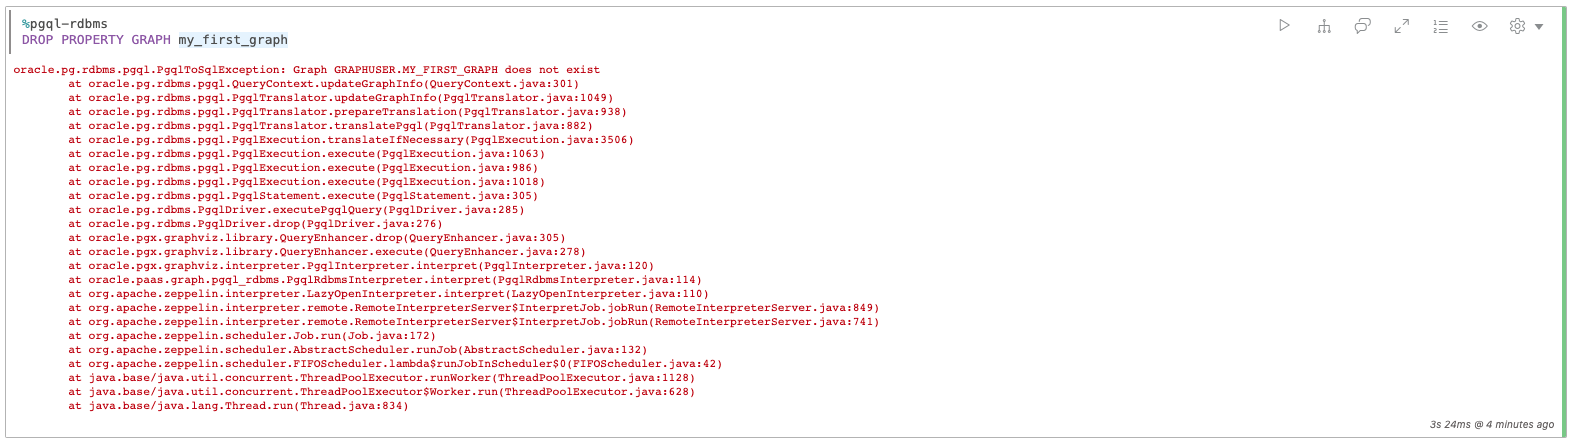 %pgql-rdbms
DROP PROPERTY GRAPH my_first_graph
oracle.pg.rdbms.pgql.PgqlToSqlException: Graph GRAPHUSER.MY_FIRST_GRAPH does not exist
at oracle.pg.rdbms.pgql.QueryContext.updateGraphInfo(QueryContext.java:301)
at oracle.pg.rdbms.pgql.PgqlTranslator.updateGraphInfo(PgqlTranslator.java:1049)
at oracle.pg.rdbms.pgql.PgqlTranslator.prepareTranslation(PgqlTranslator.java:938)
at oracle.pg.rdbms.pgql.PgqlTranslator.translatePgql(PgqlTranslator.java:882)
at oracle.pg.rdbms.pgql.PgqlExecution.translateIfNecessary(PgqlExecution.java:3506)
at oracle.pg.rdbms.pgql.PgqlExecution.execute(PgqlExecution.java:1063)
at oracle.pg.rdbms.pgql.PgqlExecution.execute(PgqlExecution.java:986)
at oracle.pg.rdbms.pgql.PgqlExecution.execute(PgqlExecution.java:1018)
at oracle.pg.rdbms.pgql.PgqlStatement.execute(PgqlStatement.java:305)
at oracle.pg.rdbms.PgqlDriver.executePgqlQuery(PgqlDriver.java:285)
at oracle.pg.rdbms.PgqlDriver.drop(PgqlDriver.java:276)
at oracle.pgx.graphviz.library.QueryEnhancer.drop(QueryEnhancer.java:305)
at oracle.pgx.graphviz.library.QueryEnhancer.execute(QueryEnhancer.java:278)
at oracle.pgx.graphviz.interpreter.PgqlInterpreter.interpret(PgqlInterpreter.java:120)
at oracle.paas.graph.pgql_rdbms.PgqlRdbmsInterpreter.interpret(PgqlRdbmsInterpreter.java:114)
at org.apache.zeppelin.interpreter.LazyOpenInterpreter.interpret(LazyOpenInterpreter.java:110)
at org.apache.zeppelin.interpreter.remote.RemoteInterpreterServer$InterpretJob.jobRun(RemoteInterpreterServer.java:849)
at org.apache.zeppelin.interpreter.remote.RemoteInterpreterServer$InterpretJob.jobRun(RemoteInterpreterServer.java:741)
at org.apache.zeppelin.scheduler.Job.run(Job.java:172)
at org.apache.zeppelin.scheduler.AbstractScheduler.runJob(AbstractScheduler.java:132)
at org.apache.zeppelin.scheduler.FIFOScheduler.lambda$runJobInScheduler$0(FIFOScheduler.java:42)
at java.base/java.util.concurrent.ThreadPoolExecutor.runWorker(ThreadPoolExecutor.java:1128)
at java.base/java.util.concurrent.ThreadPoolExecutor$Worker.run(ThreadPoolExecutor.java:628)
at java.base/java.lang.Thread.run(Thread.java:834)
3s 24ms @ 4 minutes ago